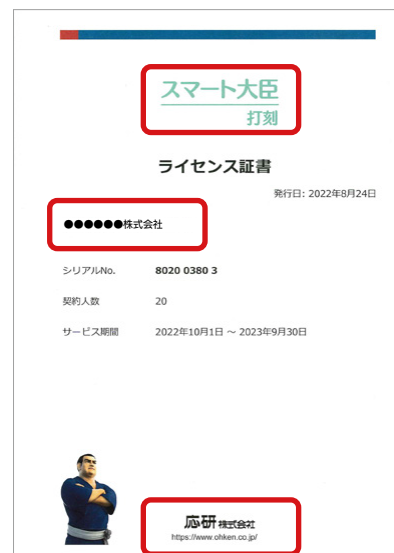 スマート大臣
打刻
ライセンス証書
発行日: 2022年8月24日
●●●●●●株式会社
シリアルNo. 8020 0380 3
契約人数 20
サービス期間 2022年10月1日 ～ 2023年9月30日
応研 株式会社
https://www.ohken.co.jp/